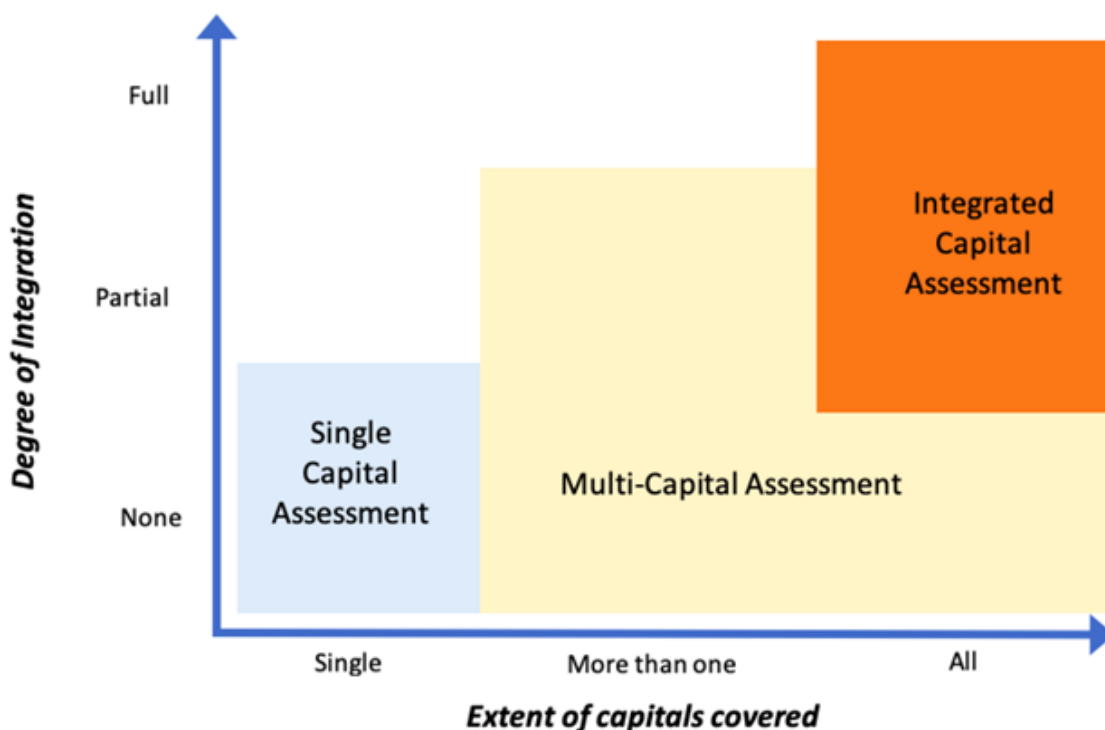 Full
Integrated
Capital
Assessment
Degree of Integration
Partial
Single
Capital
Assessment
Multi-Capital Assessment
None
Single
More than one
All
Extent of capitals covered